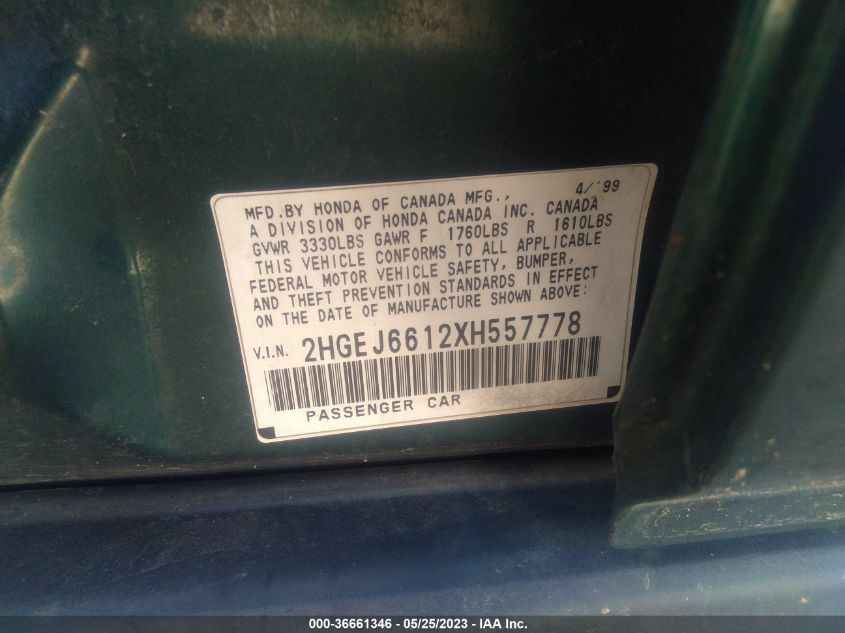 4/'99
MFD.BY HONDA OF CANADA MFG.,
A DIVISION OF HONDA CANADA INC. CANADA
GVWR 3330LBS GAWR F 1760LBS R 1610LBS
THIS VEHICLE CONFORMS TO ALL APPLICABLE
FEDERAL MOTOR VEHICLE SAFETY, BUMPER,
AND THEFT PREVENTION STANDARDS IN EFFECT
ON THE DATE OF MANUFACTURE SHOWN ABOVE:
V.I.N. 2HGEJ6612XH557778
PASSENGER CAR
000-36661346 - 05/25/2023 - IAA Inc.